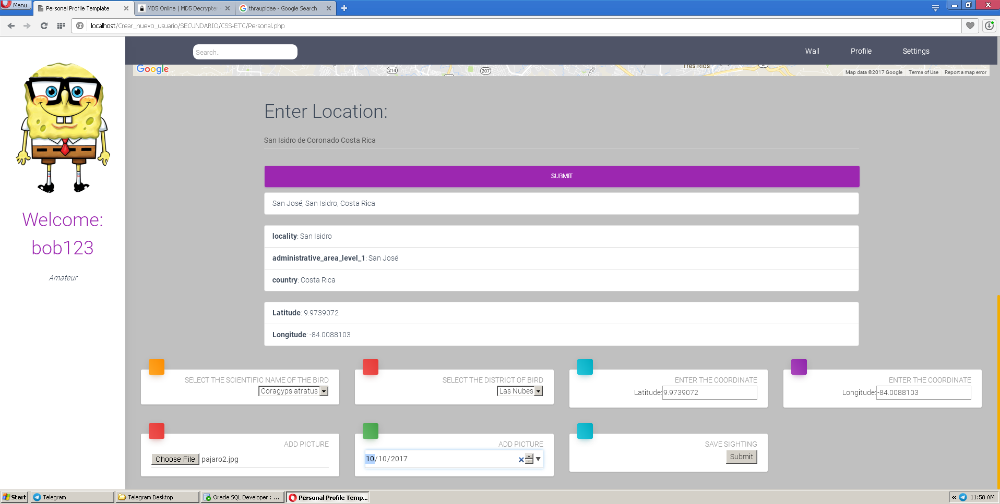 Menu
Personal Profile Template
MD5 Online | MD5 Decrypter
thraupidae - Google Search
localhost/Crear_nuevo_usuario/SECUNDARIO/CSS-ETC/Personal.php
Search..
Wall
Profile
Settings
Google
214
207
C125
Tres Ríos
2
Map data ©2017 Google
Terms of Use
Report a map error
Enter Location:
San Isidro de Coronado Costa Rica
SUBMIT
San José, San Isidro, Costa Rica
locality: San Isidro
administrative_area_level_1: San José
country: Costa Rica
Latitude: 9.9739072
Longitude: -84.0088103
Welcome:
bob123
Amateur
SELECT THE SCIENTIFIC NAME OF THE BIRD
Coragyps atratus
SELECT THE DISTRICT OF BIRD
Las Nubes
ENTER THE COORDINATE
Latitude: 9.9739072
ENTER THE COORDINATE
Longitude: -84.0088103
ADD PICTURE
Choose File pajaro2.jpg
ADD PICTURE
10/10/2017
SAVE SIGHTING
Submit
Start
Telegram
Telegram Desktop
Oracle SQL Developer : ...
Personal Profile Temp...
11:58 AM